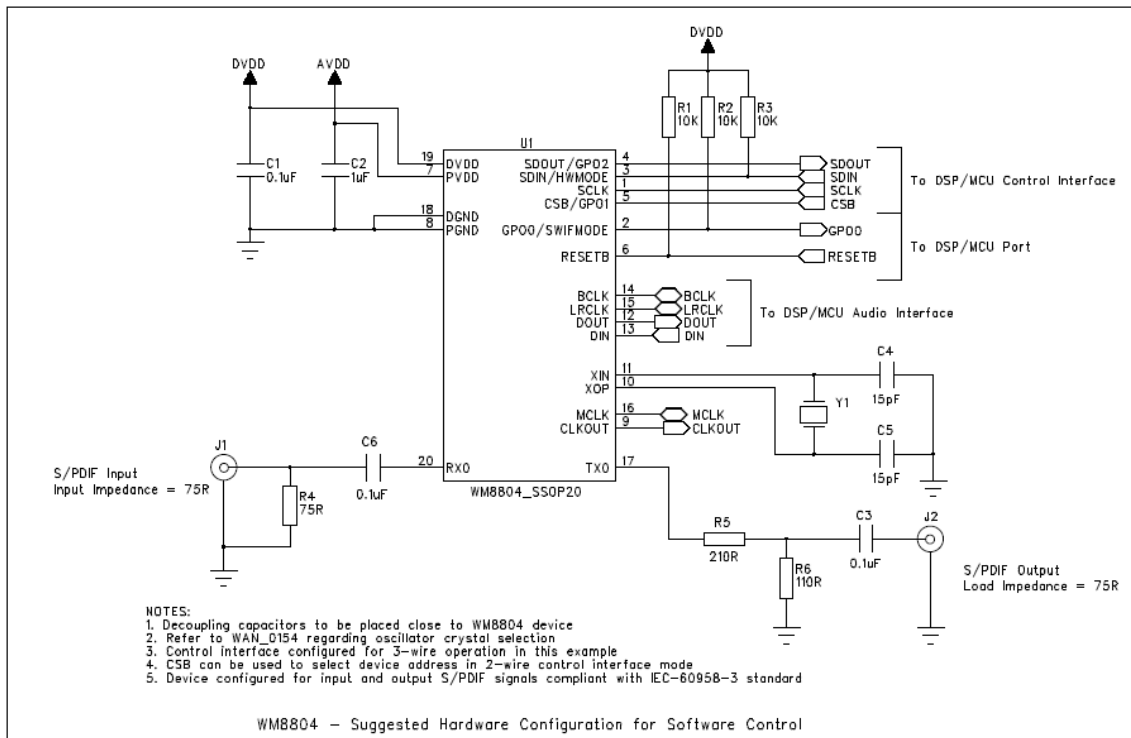 DVDD
AVDD
DVDD
R1
10K
R2
10K
R3
10K
C1
0.1uF
C2
1uF
U1
19 DVDD
7 PVDD
18 DGND
8 PGND
SDOUT/GPO2 4 SDOUT
SDIN/HWMODE 3 SDIN
SCLK 1 SCLK
CSB/GPO1 5 CSB
To DSP/MCU Control Interface
GPO0/SWIFMODE 2 GPO0
RESETB 6 RESETB
To DSP/MCU Port
BCLK 14 BCLK
LRCLK 15 LRCLK
DOUT 12 DOUT
DIN 13 DIN
To DSP/MCU Audio Interface
XIN 11
XOP 10
C4
15pF
Y1
C5
15pF
MCLK 16 MCLK
CLKOUT 9 CLKOUT
J1
C6
0.1uF
20 RX0
TX0 17
S/PDIF Input
Input Impedance = 75R
R4
75R
WM8804_SSOP20
R5
210R
R6
110R
C3
0.1uF
J2
S/PDIF Output
Load Impedance = 75R
NOTES:
1. Decoupling capacitors to be placed close to WM8804 device
2. Refer to WAN_0154 regarding oscillator crystal selection
3. Control interface configured for 3-wire operation in this example
4. CSB can be used to select device address in 2-wire control interface mode
5. Device configured for input and output S/PDIF signals compliant with IEC-60958-3 standard
WM8804 - Suggested Hardware Configuration for Software Control